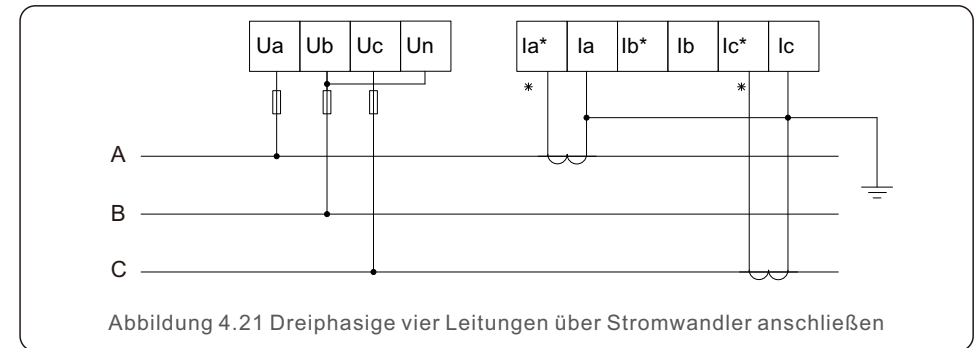 Ua Ub Uc Un Ia* Ia Ib* Ib Ic* Ic
* *
A
B
C
Abbildung 4.21 Dreiphasige vier Leitungen über Stromwandler anschließen